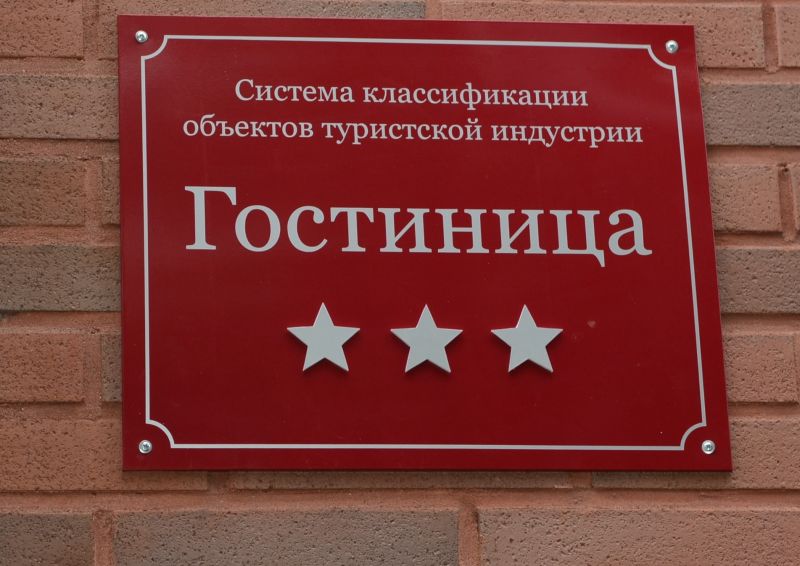 Система классификации
объектов туристской индустрии
Гостиница